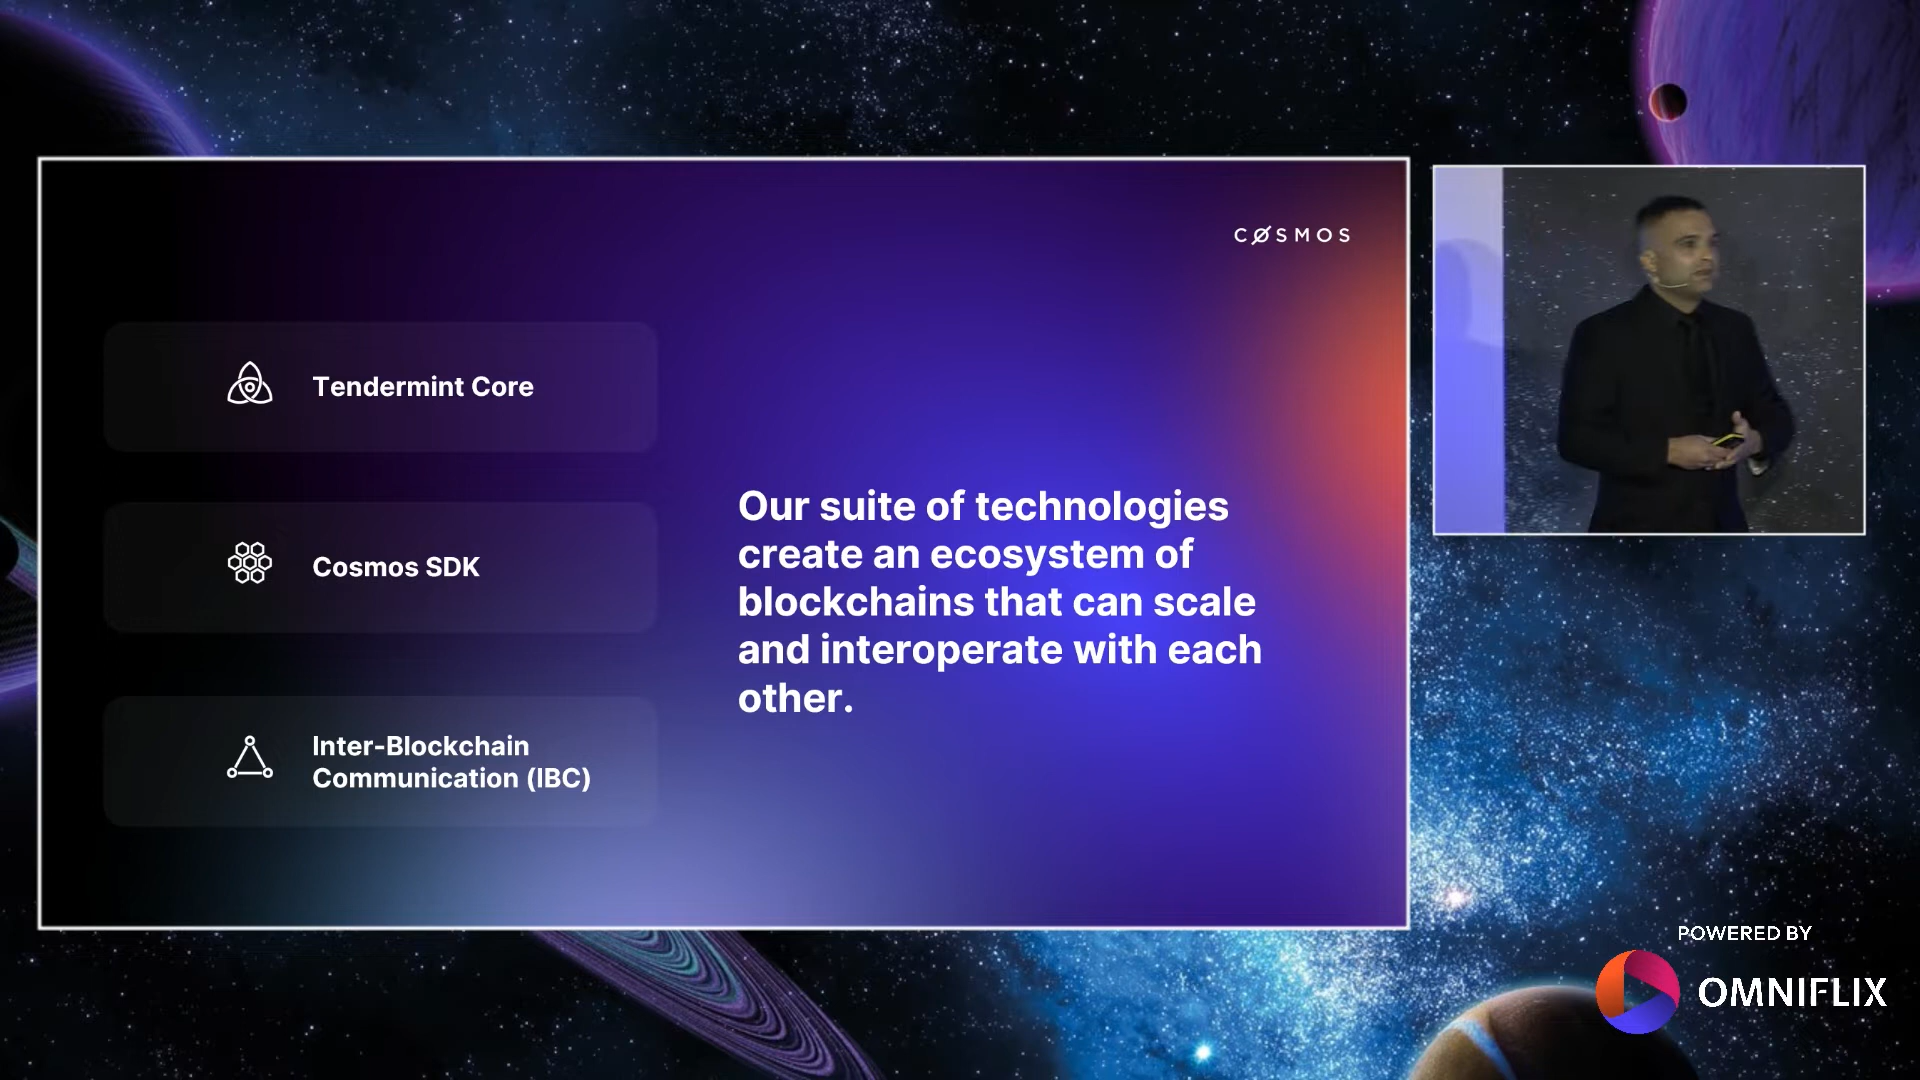 CØSMOS
Tendermint Core
Cosmos SDK
Inter-Blockchain
Communication (IBC)
Our suite of technologies
create an ecosystem of
blockchains that can scale
and interoperate with each
other.
POWERED BY
OMNIFLIX